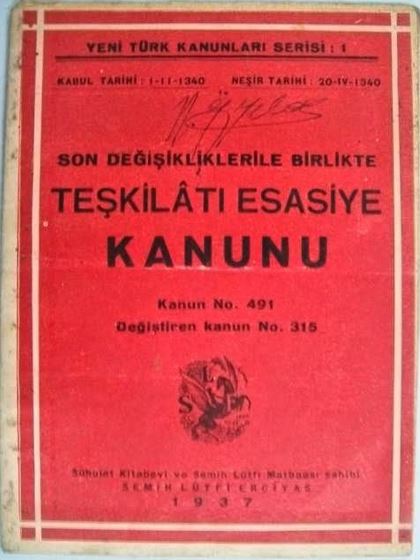 YENİ TÜRK KANUNLARI SERİSİ : 1
KABUL TARİHİ : 1-II-1340 NEŞİR TARİHİ : 20-IV-1340
SON DEĞİŞİKLİKLERİLE BİRLİKTE
TEŞKİLÂTI ESASİYE
KANUNU
Kanun No. 491
Değiştiren kanun No. 315
S L
Sühulet Kitabevi ve Semih Lûtfi Matbaası sahibi
SEMİH LÛTFİ ERCİYAS
1937